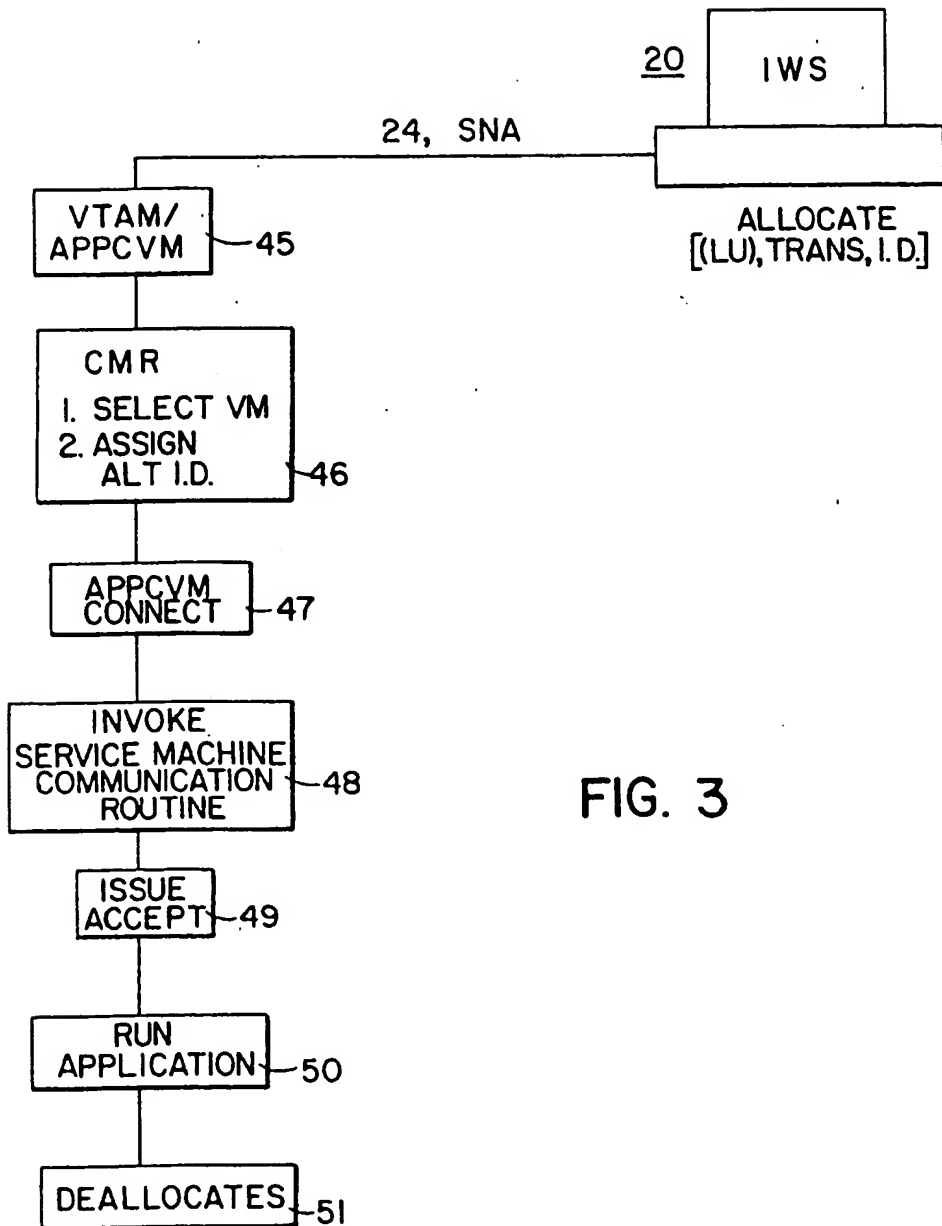 20
IWS
24, SNA
ALLOCATE
[(LU), TRANS, I.D.]
VTAM/
APPCVM
45
CMR
1. SELECT VM
2. ASSIGN
ALT I.D.
46
APPCVM
CONNECT
47
INVOKE
SERVICE MACHINE
COMMUNICATION
ROUTINE
48
FIG. 3
ISSUE
ACCEPT
49
RUN
APPLICATION
50
DEALLOCATES
51